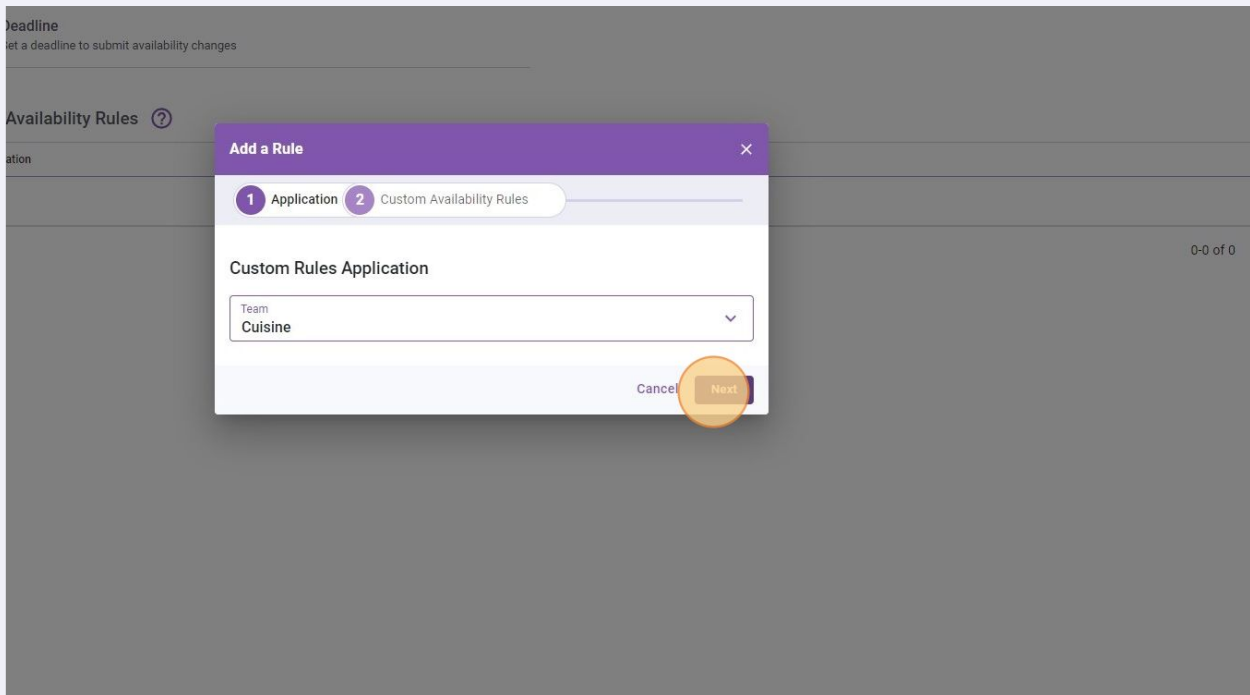 Deadline
set a deadline to submit availability changes
Availability Rules ?
ation
Add a Rule
1 Application 2 Custom Availability Rules
0-0 of 0
Custom Rules Application
Team
Cuisine
Cancel Next